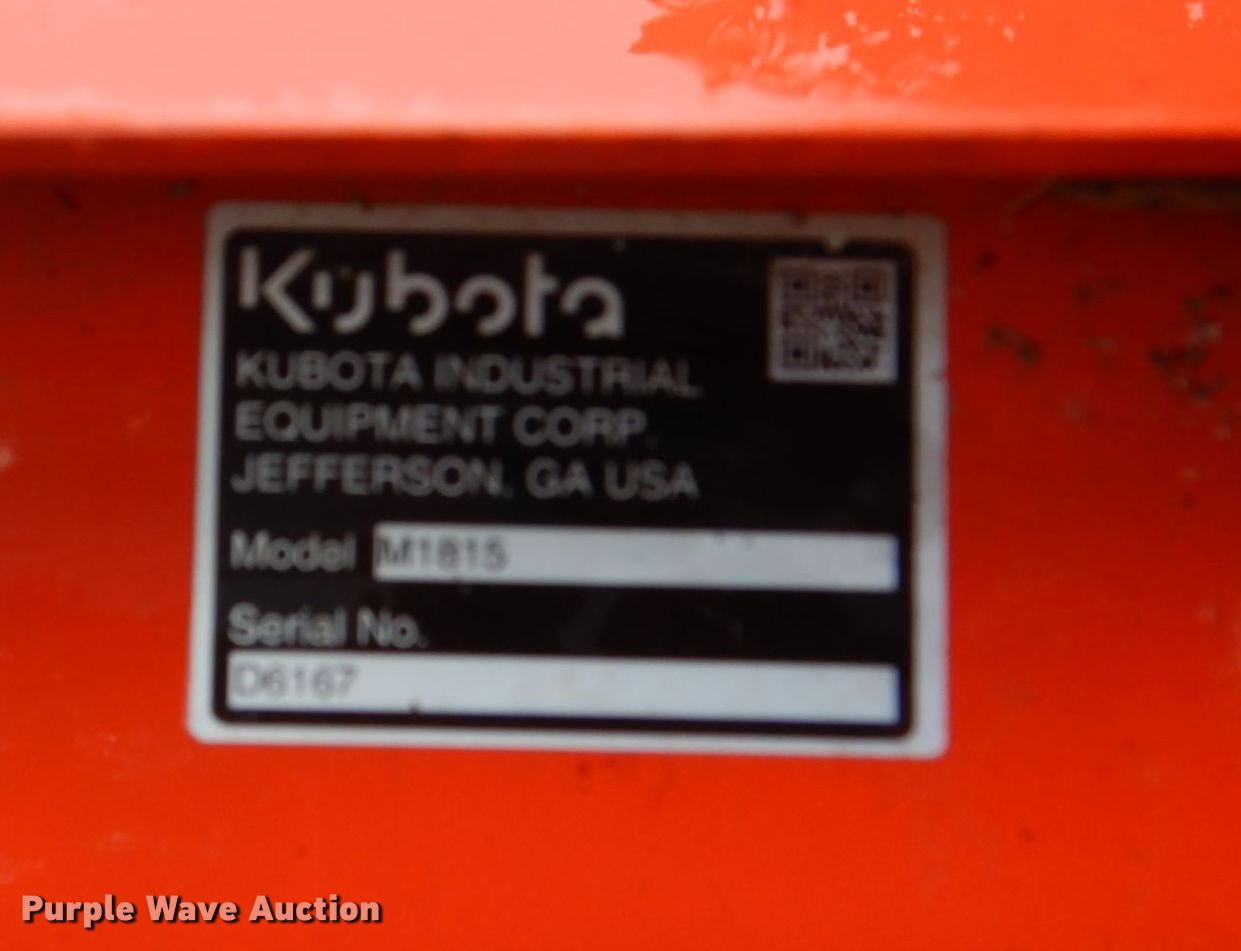 Kubota
KUBOTA INDUSTRIAL
EQUIPMENT CORP.
JEFFERSON, GA USA
Model M1815
Serial No.
D6167
Purple Wave Auction